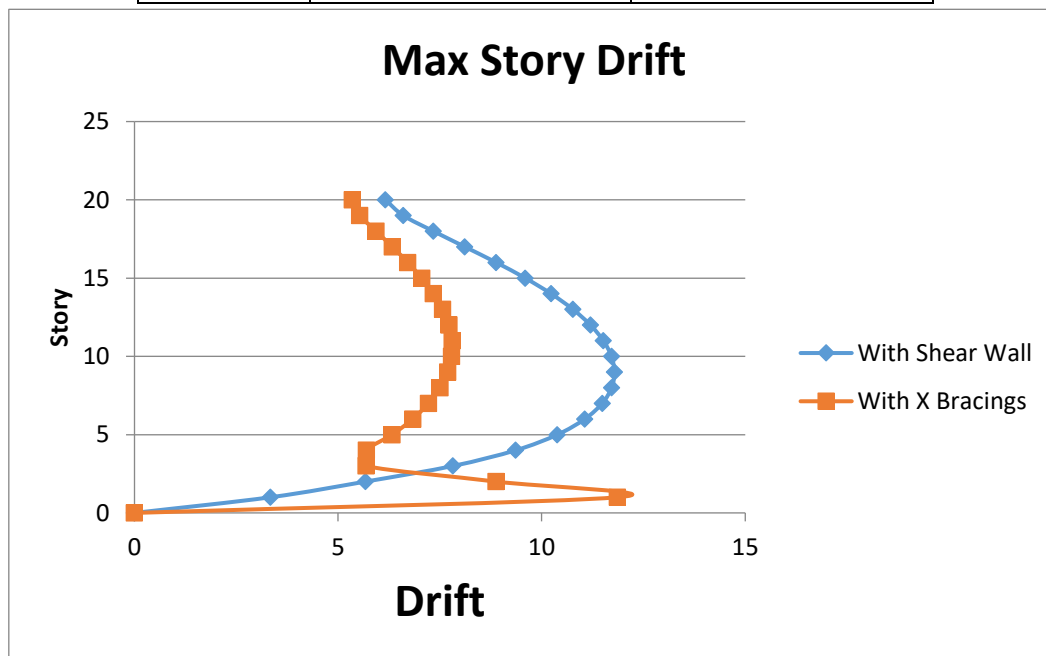 Max Story Drift
25
20
15
10
5
0
Story
0 5 10 15
Drift
With Shear Wall
With X Bracings